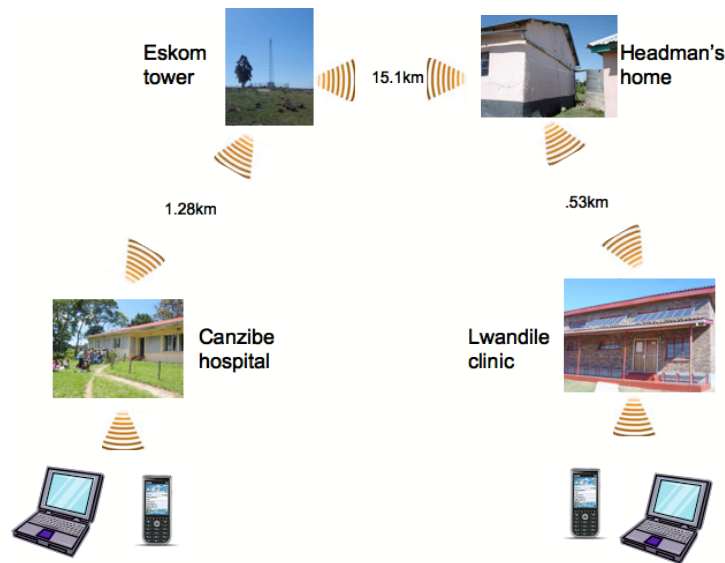 Eskom
tower
15.1km
Headman's
home
1.28km
.53km
Canzibe
hospital
Lwandile
clinic